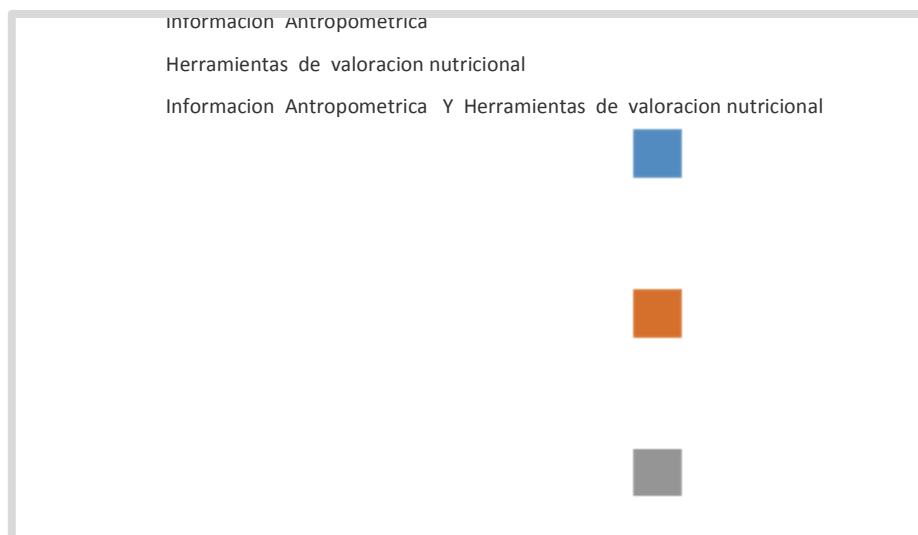 Informacion Antropometrica
Herramientas de valoracion nutricional
Informacion Antropometrica Y Herramientas de valoracion nutricional